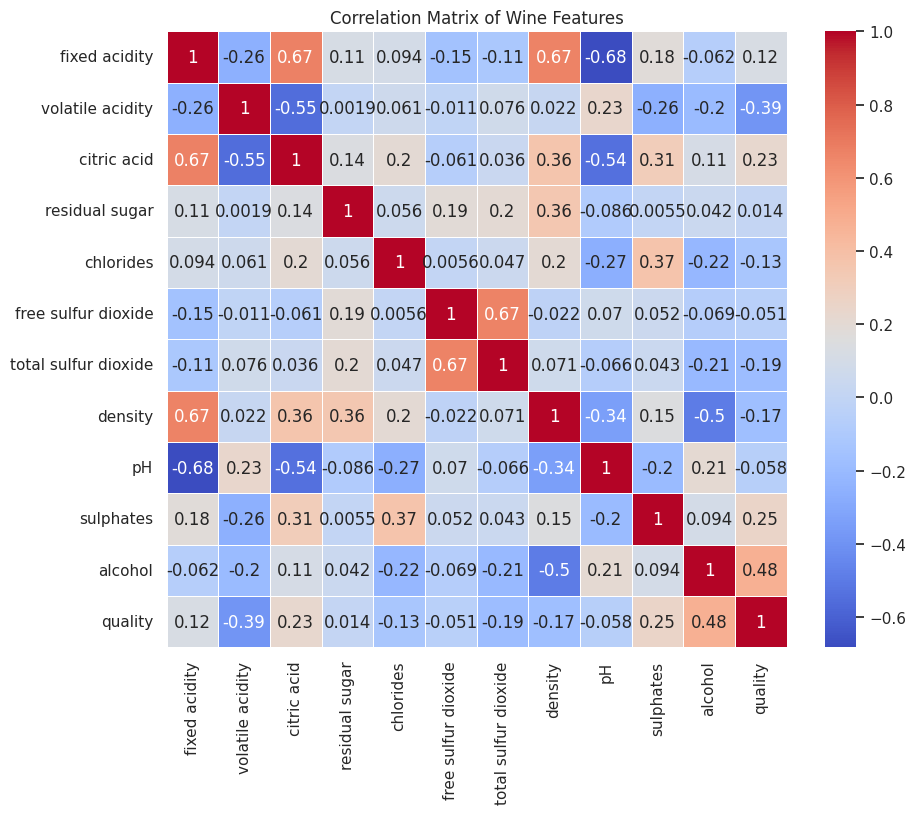 Correlation Matrix of Wine Features
fixed acidity 1 -0.26 0.67 0.11 0.094 -0.15 -0.11 0.67 -0.68 0.18 -0.062 0.12
volatile acidity -0.26 1 -0.55 0.0019 0.061 -0.011 0.076 0.022 0.23 -0.26 -0.2 -0.39
citric acid 0.67 -0.55 1 0.14 0.2 -0.061 0.036 0.36 -0.54 0.31 0.11 0.23
residual sugar 0.11 0.0019 0.14 1 0.056 0.19 0.2 0.36 -0.086 0.0055 0.042 0.014
chlorides 0.094 0.061 0.2 0.056 1 0.0056 0.047 0.2 -0.27 0.37 -0.22 -0.13
free sulfur dioxide -0.15 -0.011 -0.061 0.19 0.0056 1 0.67 -0.022 0.07 0.052 -0.069 -0.051
total sulfur dioxide -0.11 0.076 0.036 0.2 0.047 0.67 1 0.071 -0.066 0.043 -0.21 -0.19
density 0.67 0.022 0.36 0.36 0.2 -0.022 0.071 1 -0.34 0.15 -0.5 -0.17
pH -0.68 0.23 -0.54 -0.086 -0.27 0.07 -0.066 -0.34 1 -0.2 0.21 -0.058
sulphates 0.18 -0.26 0.31 0.0055 0.37 0.052 0.043 0.15 -0.2 1 0.094 0.25
alcohol -0.062 -0.2 0.11 0.042 -0.22 -0.069 -0.21 -0.5 0.21 0.094 1 0.48
quality 0.12 -0.39 0.23 0.014 -0.13 -0.051 -0.19 -0.17 -0.058 0.25 0.48 1
fixed acidity
volatile acidity
citric acid
residual sugar
chlorides
free sulfur dioxide
total sulfur dioxide
density
pH
sulphates
alcohol
quality
1.0
0.8
0.6
0.4
0.2
0.0
−0.2
−0.4
−0.6